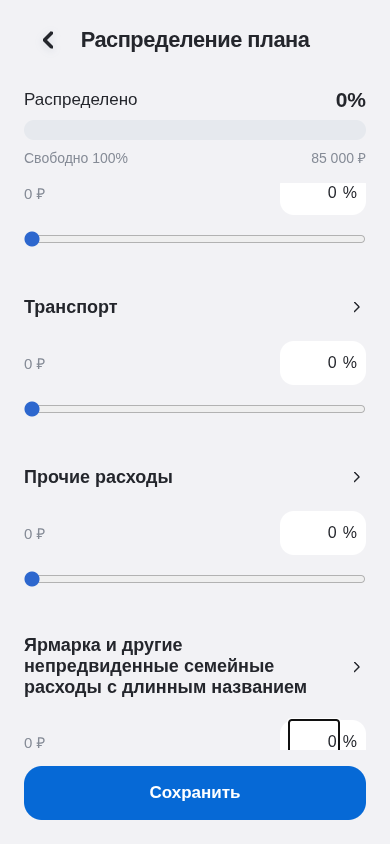 Распределение плана
Распределено 0%
Свободно 100% 85 000 ₽
0 ₽ 0 %
Транспорт
0 ₽ 0 %
Прочие расходы
0 ₽ 0 %
Ярмарка и другие
непредвиденные семейные
расходы с длинным названием
0 ₽ 0 %
Сохранить